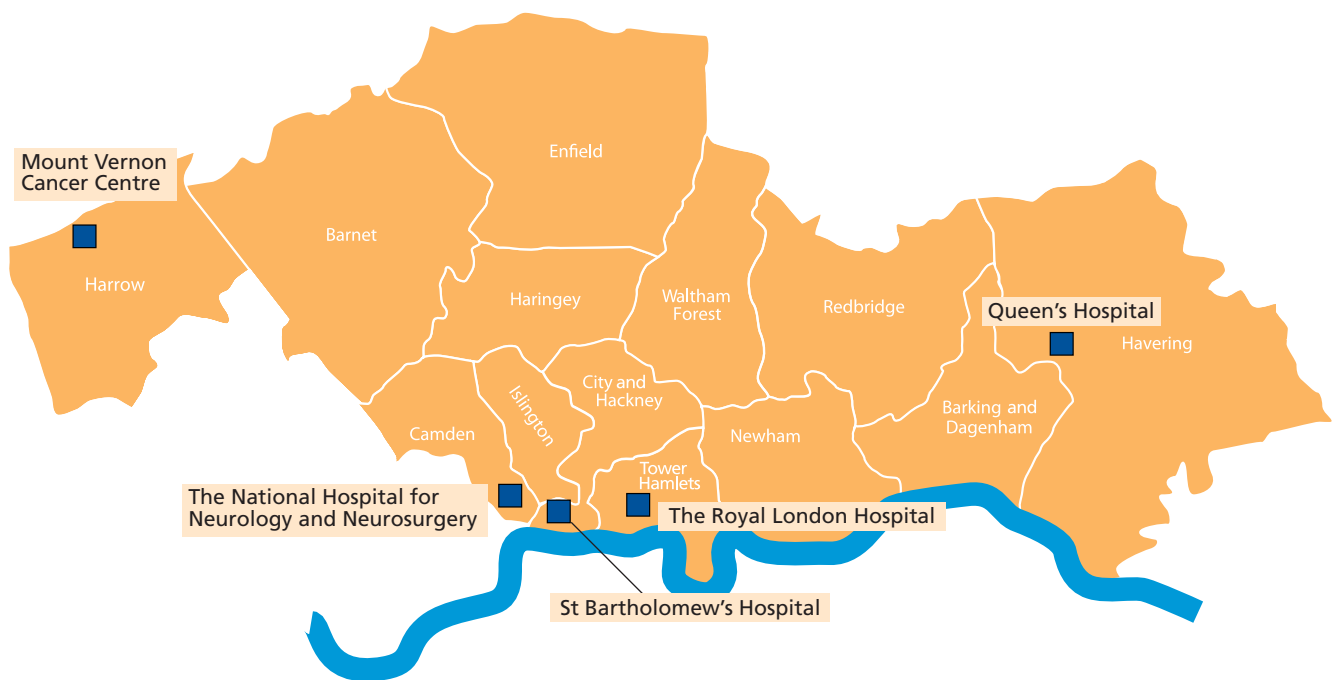 Enfield
Mount Vernon
Cancer Centre
Barnet
Harrow
Haringey
Waltham
Forest
Redbridge
Queen's Hospital
Havering
City and
Hackney
Islington
Camden
Newham
Barking and
Dagenham
Tower
Hamlets
The National Hospital for
Neurology and Neurosurgery
The Royal London Hospital
St Bartholomew's Hospital